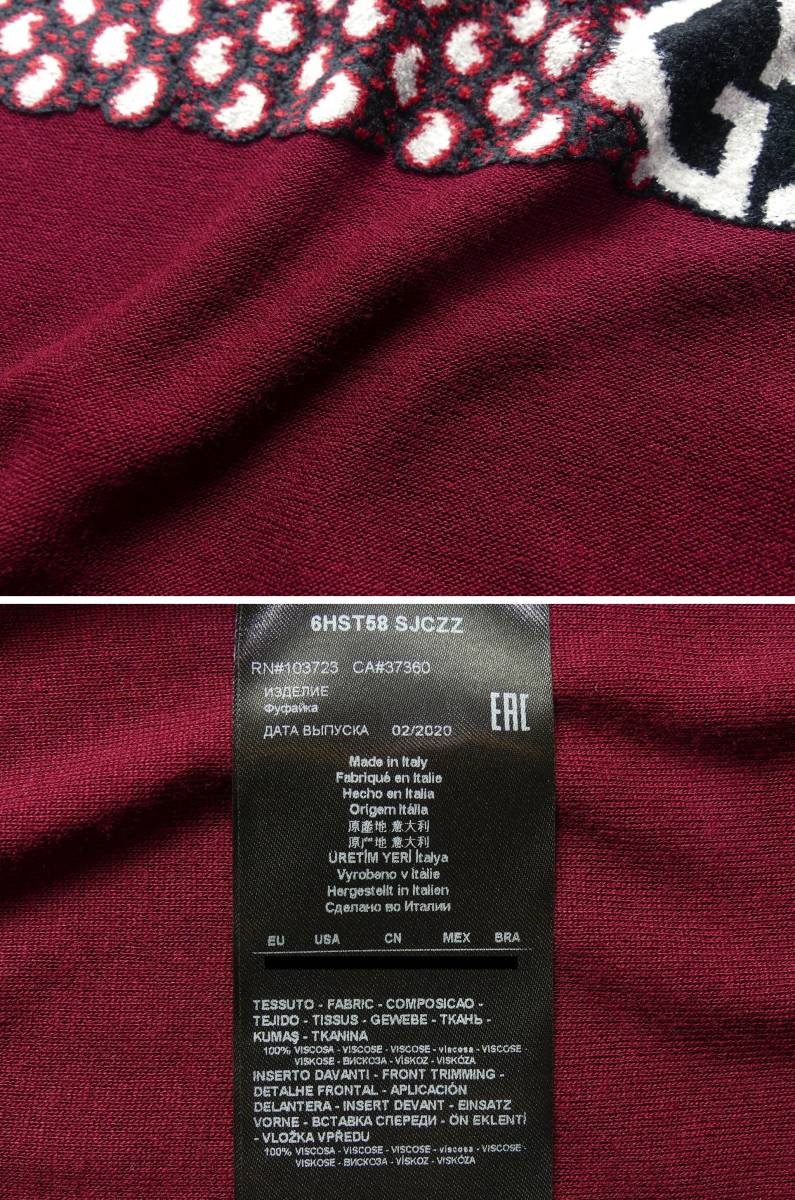 6HST58 SJCZZ
RN#103723 CA#37360
ИЗДЕЛИЕ
Фуфайка
ДАТА ВЫПУСКА 02/2020
EAC
Made in Italy
Fabriqué en Italie
Hecho en Italia
Origem Itália
原產地 意大利
原产地 意大利
ÜRETİM YERİ İtalya
Vyrobeno v Itálie
Hergestellt in Italien
Сделано во Италии
EU USA CN MEX BRA
TESSUTO - FABRIC - COMPOSICAO -
TEJIDO - TISSUS - GEWEBE - ТКАНЬ -
KUMAŞ - TKANINA
100% VISCOSA - VISCOSE - VISCOSE - viscosa - VISCOSE -
VISKOSE - ВИСКОЗА - VİSKOZ - VISKÓZA
INSERTO DAVANTI - FRONT TRIMMING -
DETALHE FRONTAL - APLICACIÓN
DELANTERA - INSERT DEVANT - EINSATZ
VORNE - ВСТАВКА СПЕРЕДИ - ÖN EKLENTİ
- VLOŽKA VPŘEDU
100% VISCOSA - VISCOSE - VISCOSE - viscosa - VISCOSE -
VISKOSE - ВИСКОЗА - VİSKOZ - VISKÓZA